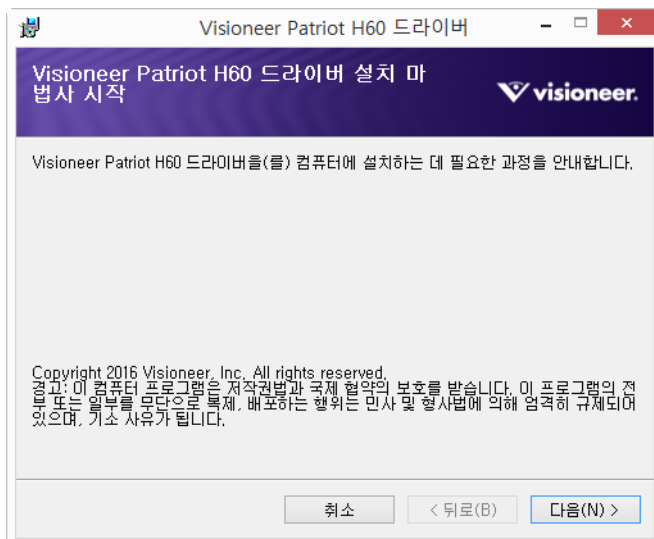 Visioneer Patriot H60 드라이버
Visioneer Patriot H60 드라이버 설치 마
법사 시작
visioneer.
Visioneer Patriot H60 드라이버을(를) 컴퓨터에 설치하는 데 필요한 과정을 안내합니다.
Copyright 2016 Visioneer, Inc. All rights reserved.
경고: 이 컴퓨터 프로그램은 저작권법과 국제 협약의 보호를 받습니다. 이 프로그램의 전
부 또는 일부를 무단으로 복제, 배포하는 행위는 민사 및 형사법에 의해 엄격히 규제되어
있으며, 기소 사유가 됩니다.
취소
< 뒤로(B)
다음(N) >